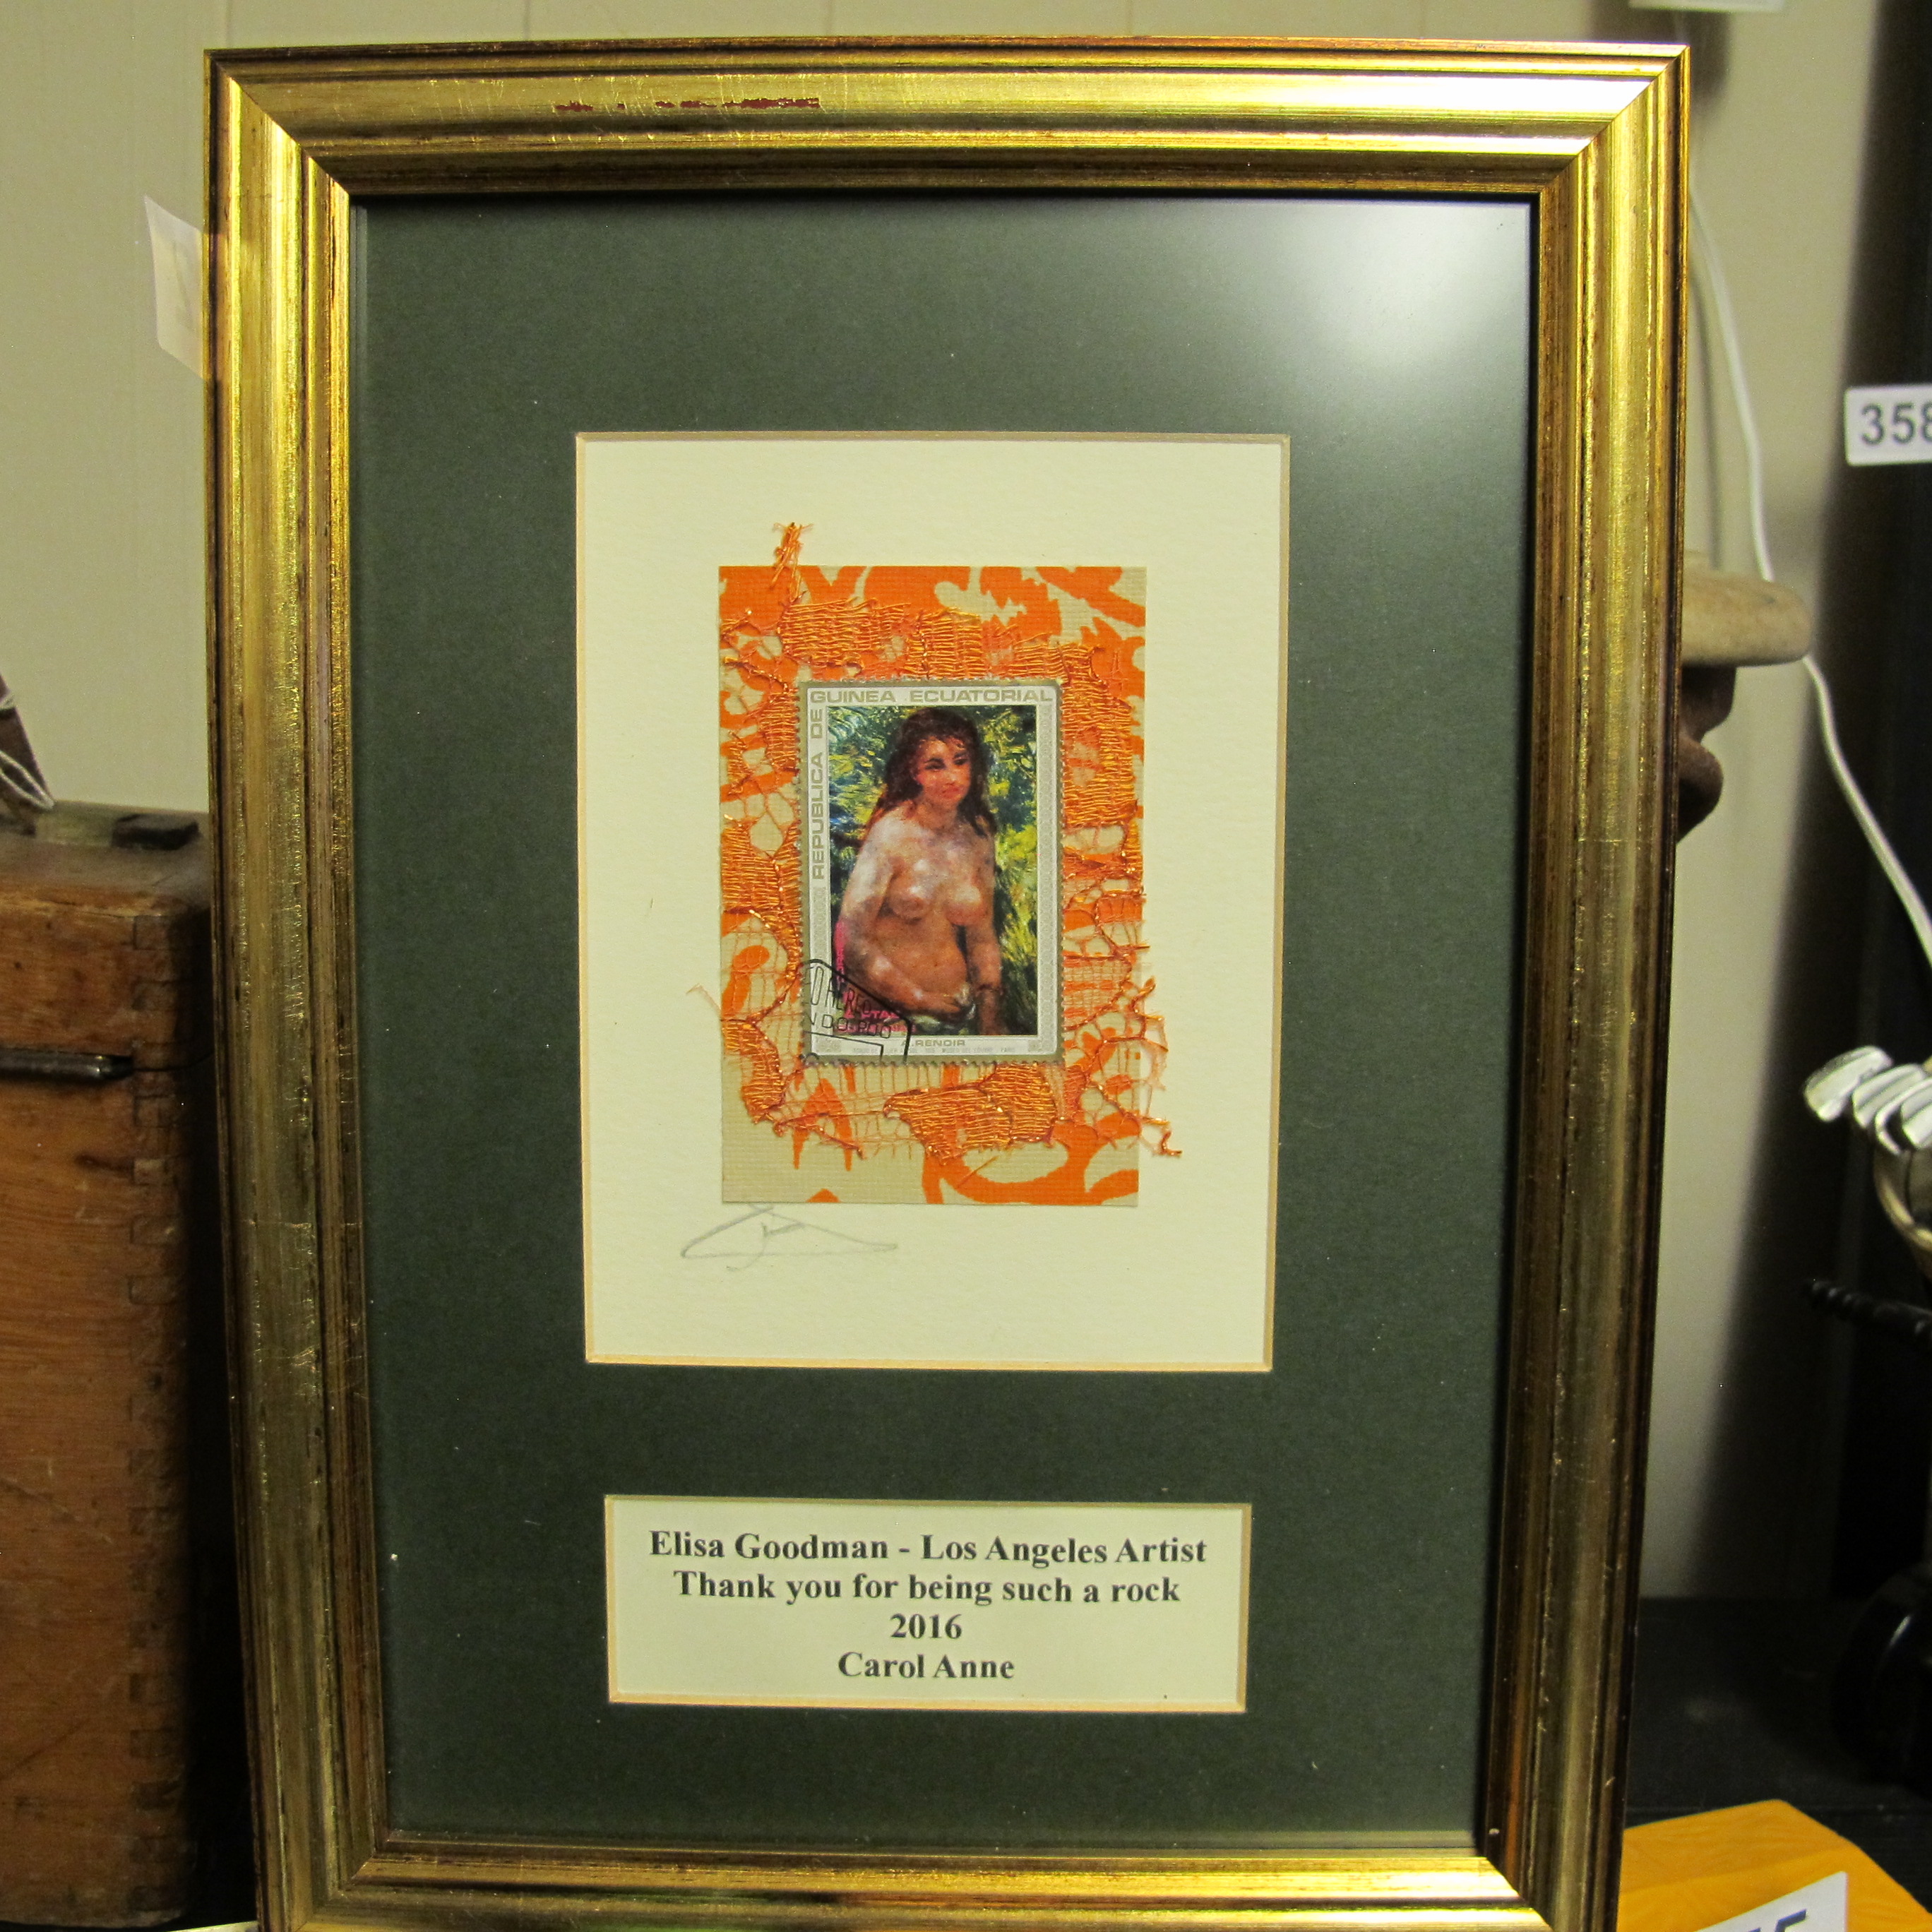 358
GUINEA ECUATORIAL
REPUBLICA DE
A. RENOIR
Elisa Goodman - Los Angeles Artist
Thank you for being such a rock
2016
Carol Anne